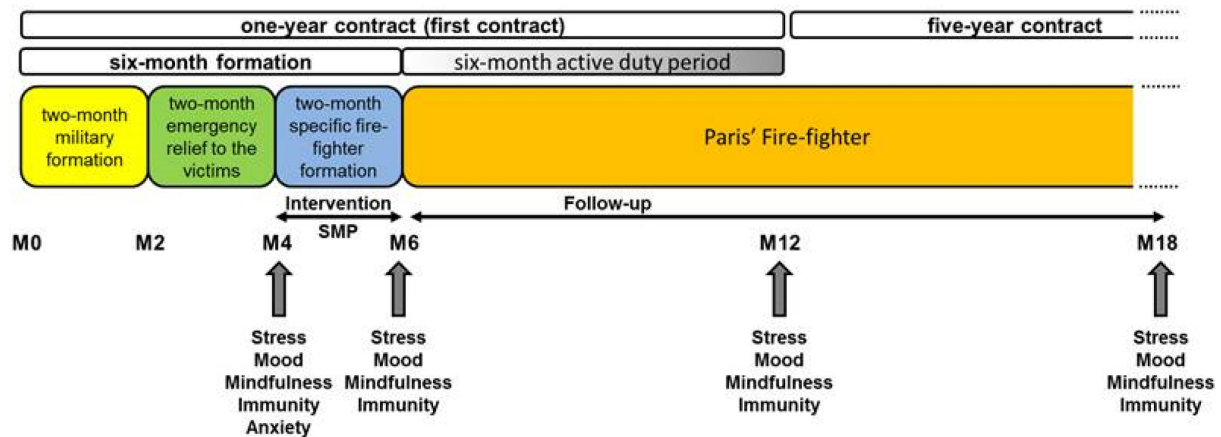 one-year contract (first contract)
five-year contract
six-month formation
six-month active duty period
two-month
military
formation
two-month
emergency
relief to the
victims
two-month
specific fire-
fighter
formation
Paris' Fire-fighter
Intervention
SMP
Follow-up
M0
M2
M4
M6
M12
M18
Stress
Mood
Mindfulness
Immunity
Anxiety
Stress
Mood
Mindfulness
Immunity
Stress
Mood
Mindfulness
Immunity
Stress
Mood
Mindfulness
Immunity